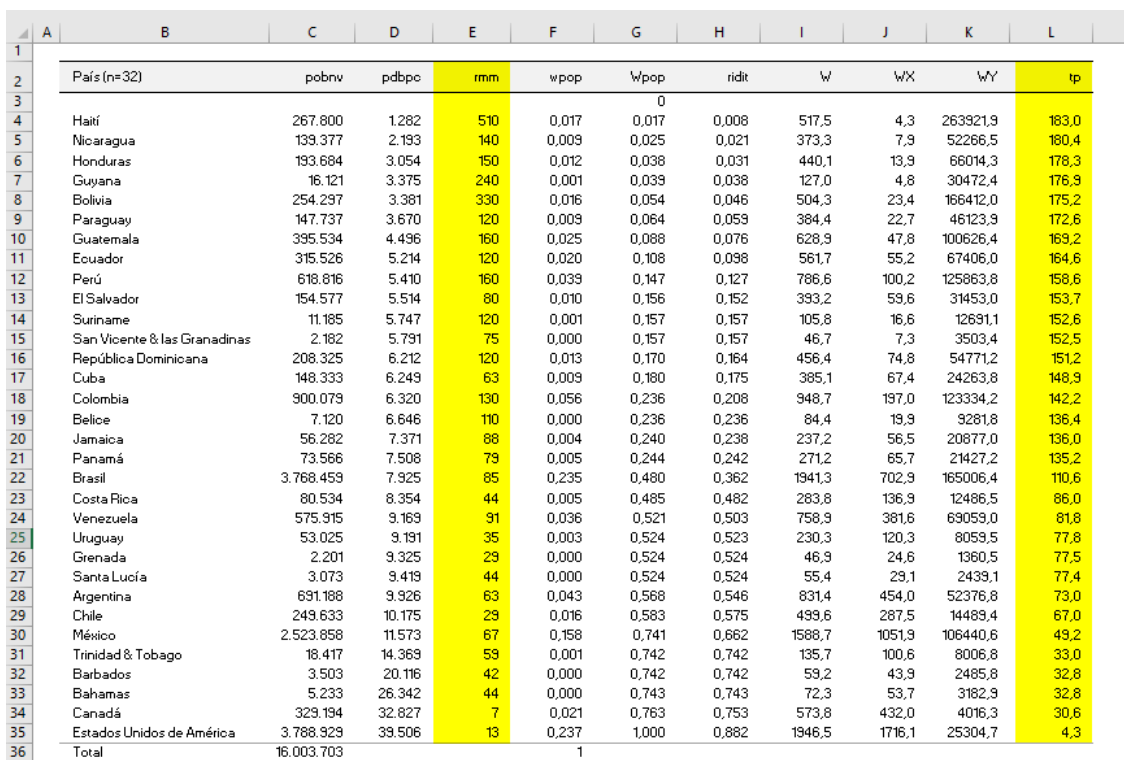 A B C D E F G H I J K L
1
2 País (n=32) pobnv pdbpc rmm wpop Wpop ridit W WX WY tp
3 0
4 Haití 267.800 1.282 510 0,017 0,017 0,008 517,5 4,3 263921,9 183,0
5 Nicaragua 139.377 2.193 140 0,009 0,025 0,021 373,3 7,9 52266,5 180,4
6 Honduras 193.684 3.054 150 0,012 0,038 0,031 440,1 13,9 66014,3 178,3
7 Guyana 16.121 3.375 240 0,001 0,039 0,038 127,0 4,8 30472,4 176,9
8 Bolivia 254.297 3.381 330 0,016 0,054 0,046 504,3 23,4 166412,0 175,2
9 Paraguay 147.737 3.670 120 0,009 0,064 0,059 384,4 22,7 46123,9 172,6
10 Guatemala 395.534 4.496 160 0,025 0,088 0,076 628,9 47,8 100626,4 169,2
11 Ecuador 315.526 5.214 120 0,020 0,108 0,098 561,7 55,2 67406,0 164,6
12 Perú 618.816 5.410 160 0,039 0,147 0,127 786,6 100,2 125863,8 158,6
13 El Salvador 154.577 5.514 80 0,010 0,156 0,152 393,2 59,6 31453,0 153,7
14 Suriname 11.185 5.747 120 0,001 0,157 0,157 105,8 16,6 12691,1 152,6
15 San Vicente & las Granadinas 2.182 5.791 75 0,000 0,157 0,157 46,7 7,3 3503,4 152,5
16 República Dominicana 208.325 6.212 120 0,013 0,170 0,164 456,4 74,8 54771,2 151,2
17 Cuba 148.333 6.249 63 0,009 0,180 0,175 385,1 67,4 24263,8 148,9
18 Colombia 900.079 6.320 130 0,056 0,236 0,208 948,7 197,0 123334,2 142,2
19 Belice 7.120 6.646 110 0,000 0,236 0,236 84,4 19,9 9281,8 136,4
20 Jamaica 56.282 7.371 88 0,004 0,240 0,238 237,2 56,5 20877,0 136,0
21 Panamá 73.566 7.508 79 0,005 0,244 0,242 271,2 65,7 21427,2 135,2
22 Brasil 3.768.459 7.925 85 0,235 0,480 0,362 1941,3 702,9 165006,4 110,6
23 Costa Rica 80.534 8.354 44 0,005 0,485 0,482 283,8 136,9 12486,5 86,0
24 Venezuela 575.915 9.169 91 0,036 0,521 0,503 758,9 381,6 69059,0 81,8
25 Uruguay 53.025 9.191 35 0,003 0,524 0,523 230,3 120,3 8059,5 77,8
26 Grenada 2.201 9.325 29 0,000 0,524 0,524 46,9 24,6 1360,5 77,5
27 Santa Lucía 3.073 9.419 44 0,000 0,524 0,524 55,4 29,1 2439,1 77,4
28 Argentina 691.188 9.926 63 0,043 0,568 0,546 831,4 454,0 52376,8 73,0
29 Chile 249.633 10.175 29 0,016 0,583 0,575 499,6 287,5 14489,4 67,0
30 México 2.523.858 11.573 67 0,158 0,741 0,662 1588,7 1051,9 106440,6 49,2
31 Trinidad & Tobago 18.417 14.369 59 0,001 0,742 0,742 135,7 100,6 8006,8 33,0
32 Barbados 3.503 20.116 42 0,000 0,742 0,742 59,2 43,9 2485,8 32,8
33 Bahamas 5.233 26.342 44 0,000 0,743 0,743 72,3 53,7 3182,9 32,8
34 Canadá 329.194 32.827 7 0,021 0,763 0,753 573,8 432,0 4016,3 30,6
35 Estados Unidos de América 3.788.929 39.506 13 0,237 1,000 0,882 1946,5 1716,1 25304,7 4,3
36 Total 16.003.703 1